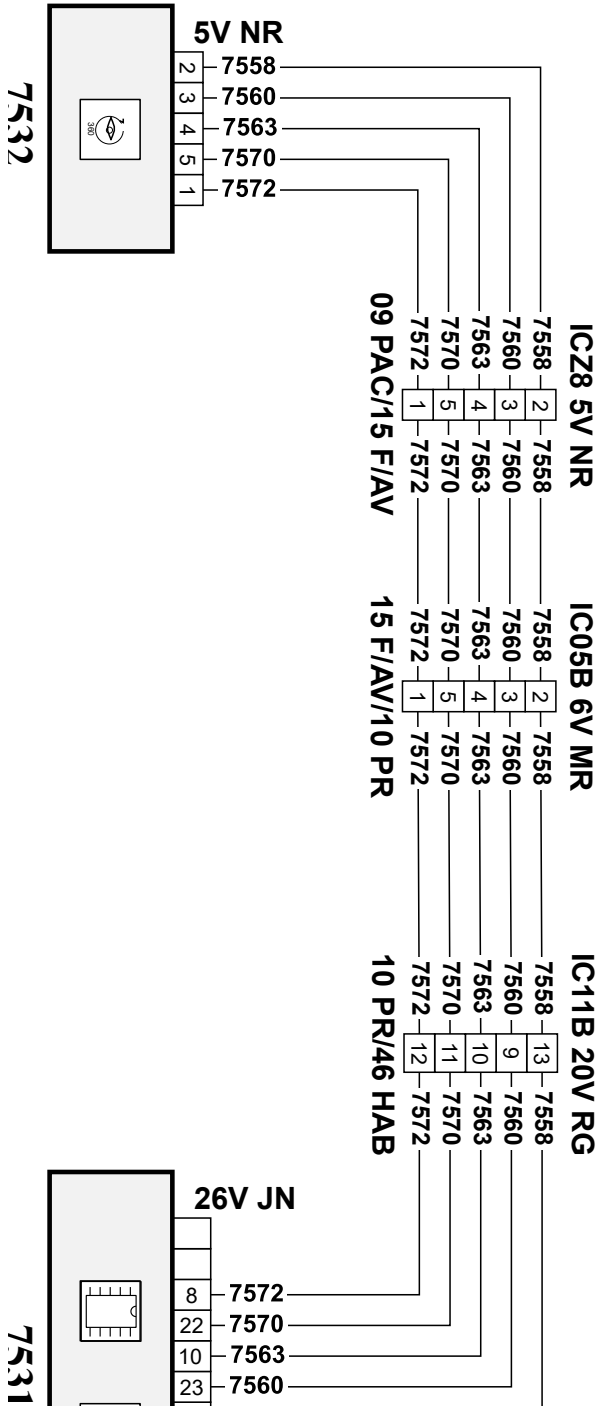 5V NR
2 7558
3 7560
4 7563
5 7570
1 7572
360
7532
ICZ8 5V NR
7558 2 7558
7560 3 7560
7563 4 7563
7570 5 7570
7572 1 7572
09 PAC/15 F/AV
IC05B 6V MR
7558 2 7558
7560 3 7560
7563 4 7563
7570 5 7570
7572 1 7572
15 F/AV/10 PR
IC11B 20V RG
7558 13 7558
7560 9 7560
7563 10 7563
7570 11 7570
7572 12 7572
10 PR/46 HAB
26V JN
8 7572
22 7570
10 7563
23 7560
7531